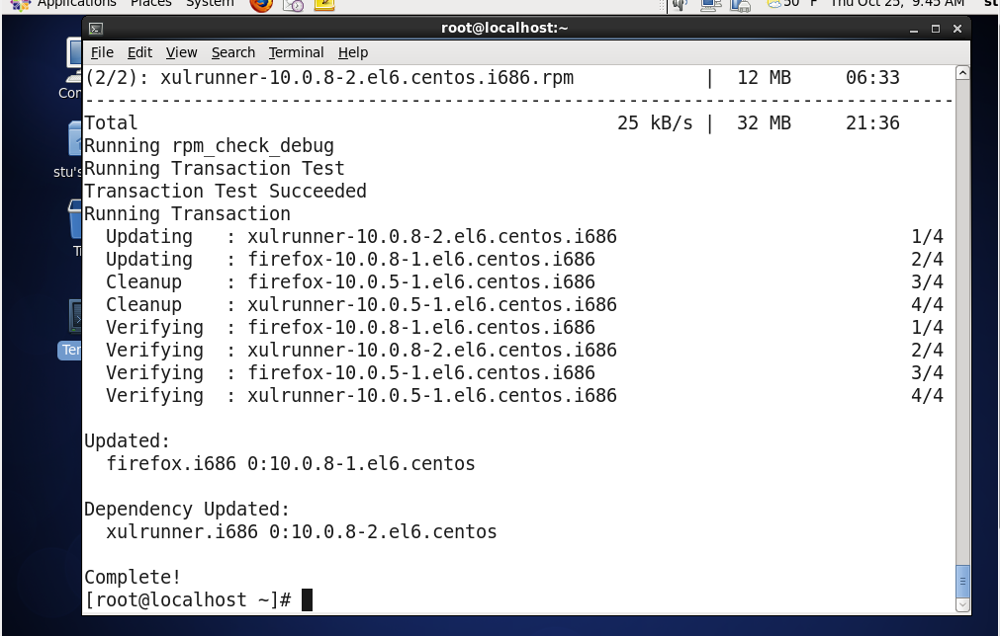 Applications Places System 50 °F Thu Oct 25, 9:45 AM
root@localhost:~
File Edit View Search Terminal Help
(2/2): xulrunner-10.0.8-2.el6.centos.i686.rpm | 12 MB 06:33
--------------------------------------------------------------------------------
Total 25 kB/s | 32 MB 21:36
Running rpm_check_debug
Running Transaction Test
Transaction Test Succeeded
Running Transaction
Updating : xulrunner-10.0.8-2.el6.centos.i686 1/4
Updating : firefox-10.0.8-1.el6.centos.i686 2/4
Cleanup : firefox-10.0.5-1.el6.centos.i686 3/4
Cleanup : xulrunner-10.0.5-1.el6.centos.i686 4/4
Verifying : firefox-10.0.8-1.el6.centos.i686 1/4
Verifying : xulrunner-10.0.8-2.el6.centos.i686 2/4
Verifying : firefox-10.0.5-1.el6.centos.i686 3/4
Verifying : xulrunner-10.0.5-1.el6.centos.i686 4/4
Updated:
firefox.i686 0:10.0.8-1.el6.centos
Dependency Updated:
xulrunner.i686 0:10.0.8-2.el6.centos
Complete!
[root@localhost ~]#
stu's